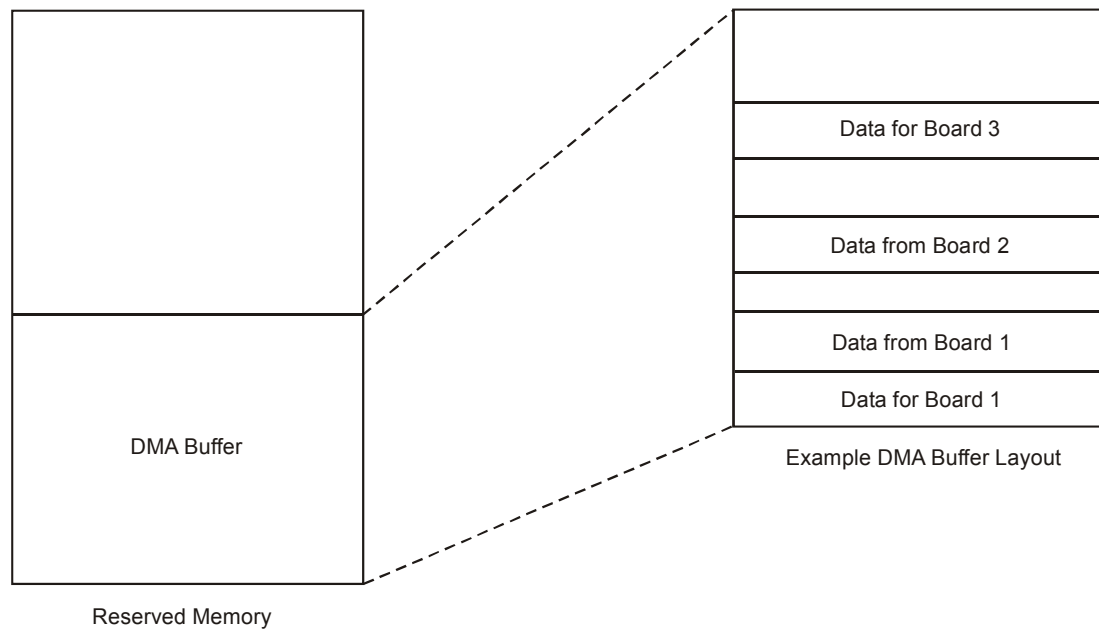 Data for Board 3
Data from Board 2
Data from Board 1
Data for Board 1
DMA Buffer
Example DMA Buffer Layout
Reserved Memory